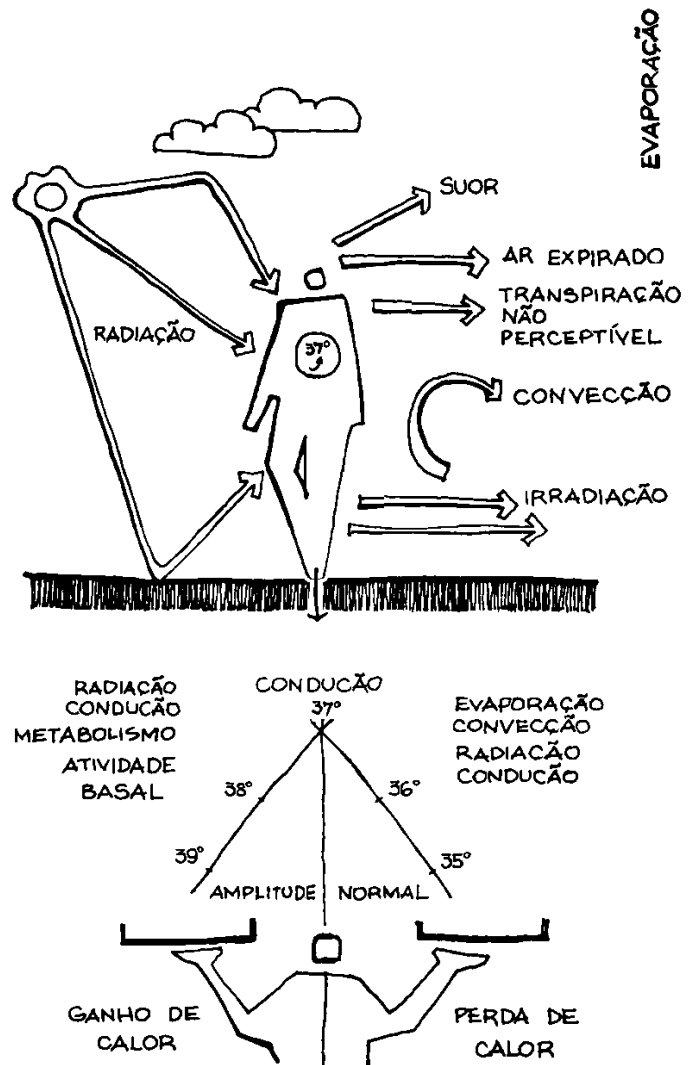 EVAPORAÇÃO
SUOR
AR EXPIRADO
TRANSPIRAÇÃO
NÃO
PERCEPTÍVEL
RADIAÇÃO
37°
CONVECÇÃO
IRRADIAÇÃO
RADIAÇÃO
CONDUCÃO
METABOLISMO
ATIVIDADE
BASAL
CONDUCÃO
37°
EVAPORAÇÃO
CONVECÇÃO
RADIAÇÃO
CONDUCÃO
38°
36°
39°
35°
AMPLITUDE NORMAL
GANHO DE
CALOR
PERDA DE
CALOR